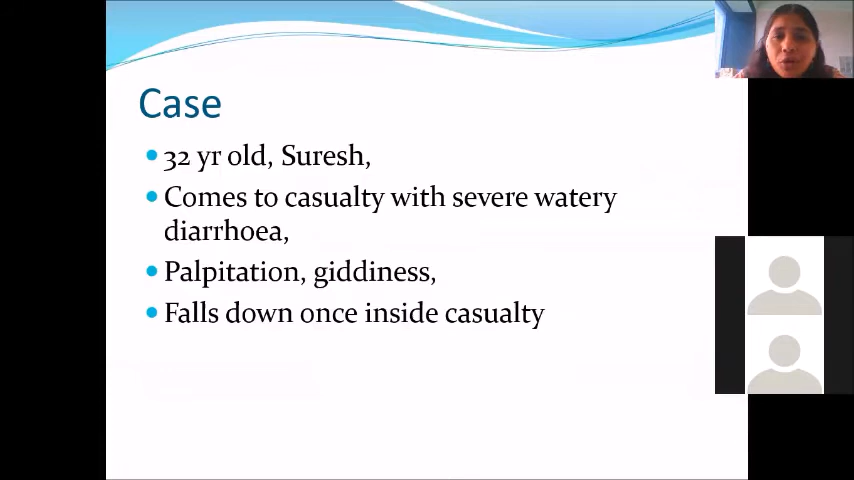 Case
32 yr old, Suresh,
Comes to casualty with severe watery
diarrhoea,
Palpitation, giddiness,
Falls down once inside casualty